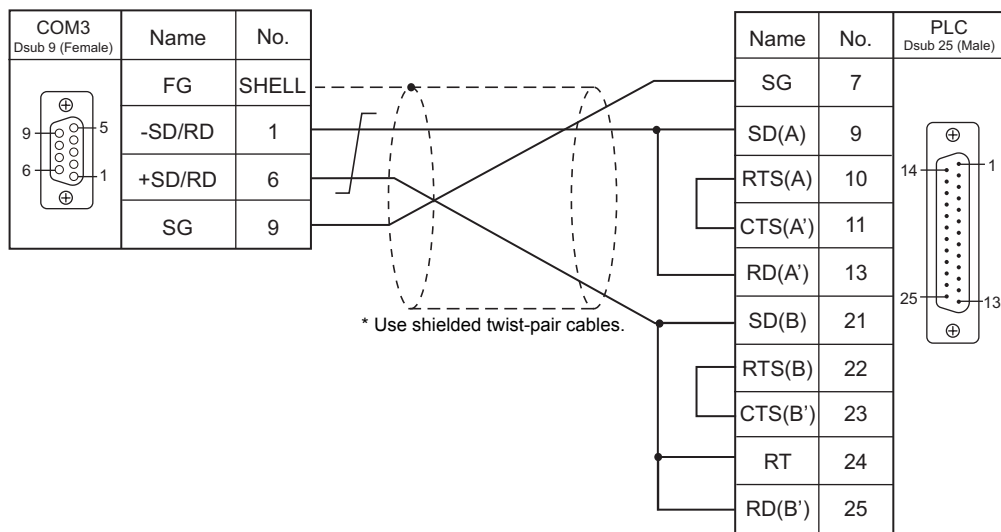 COM3
Dsub 9 (Female)
Name No.
FG SHELL
-SD/RD 1
+SD/RD 6
SG 9
9 5
6 1
* Use shielded twist-pair cables.
Name No.
PLC
Dsub 25 (Male)
SG 7
SD(A) 9
RTS(A) 10
CTS(A’) 11
RD(A’) 13
SD(B) 21
RTS(B) 22
CTS(B’) 23
RT 24
RD(B’) 25
14 1
25 13